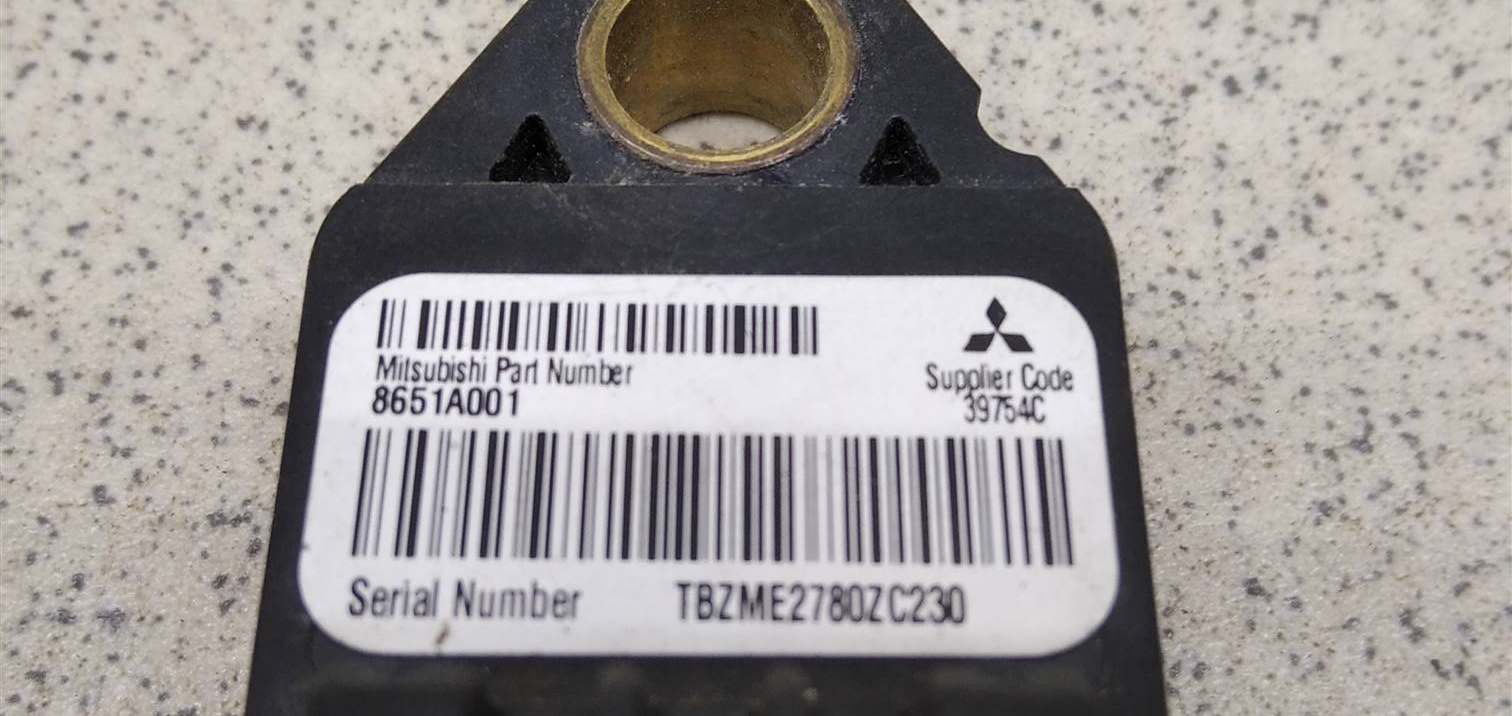 Mitsubishi Part Number
8651A001
Supplier Code
39754C
Serial Number TBZME2780ZC230